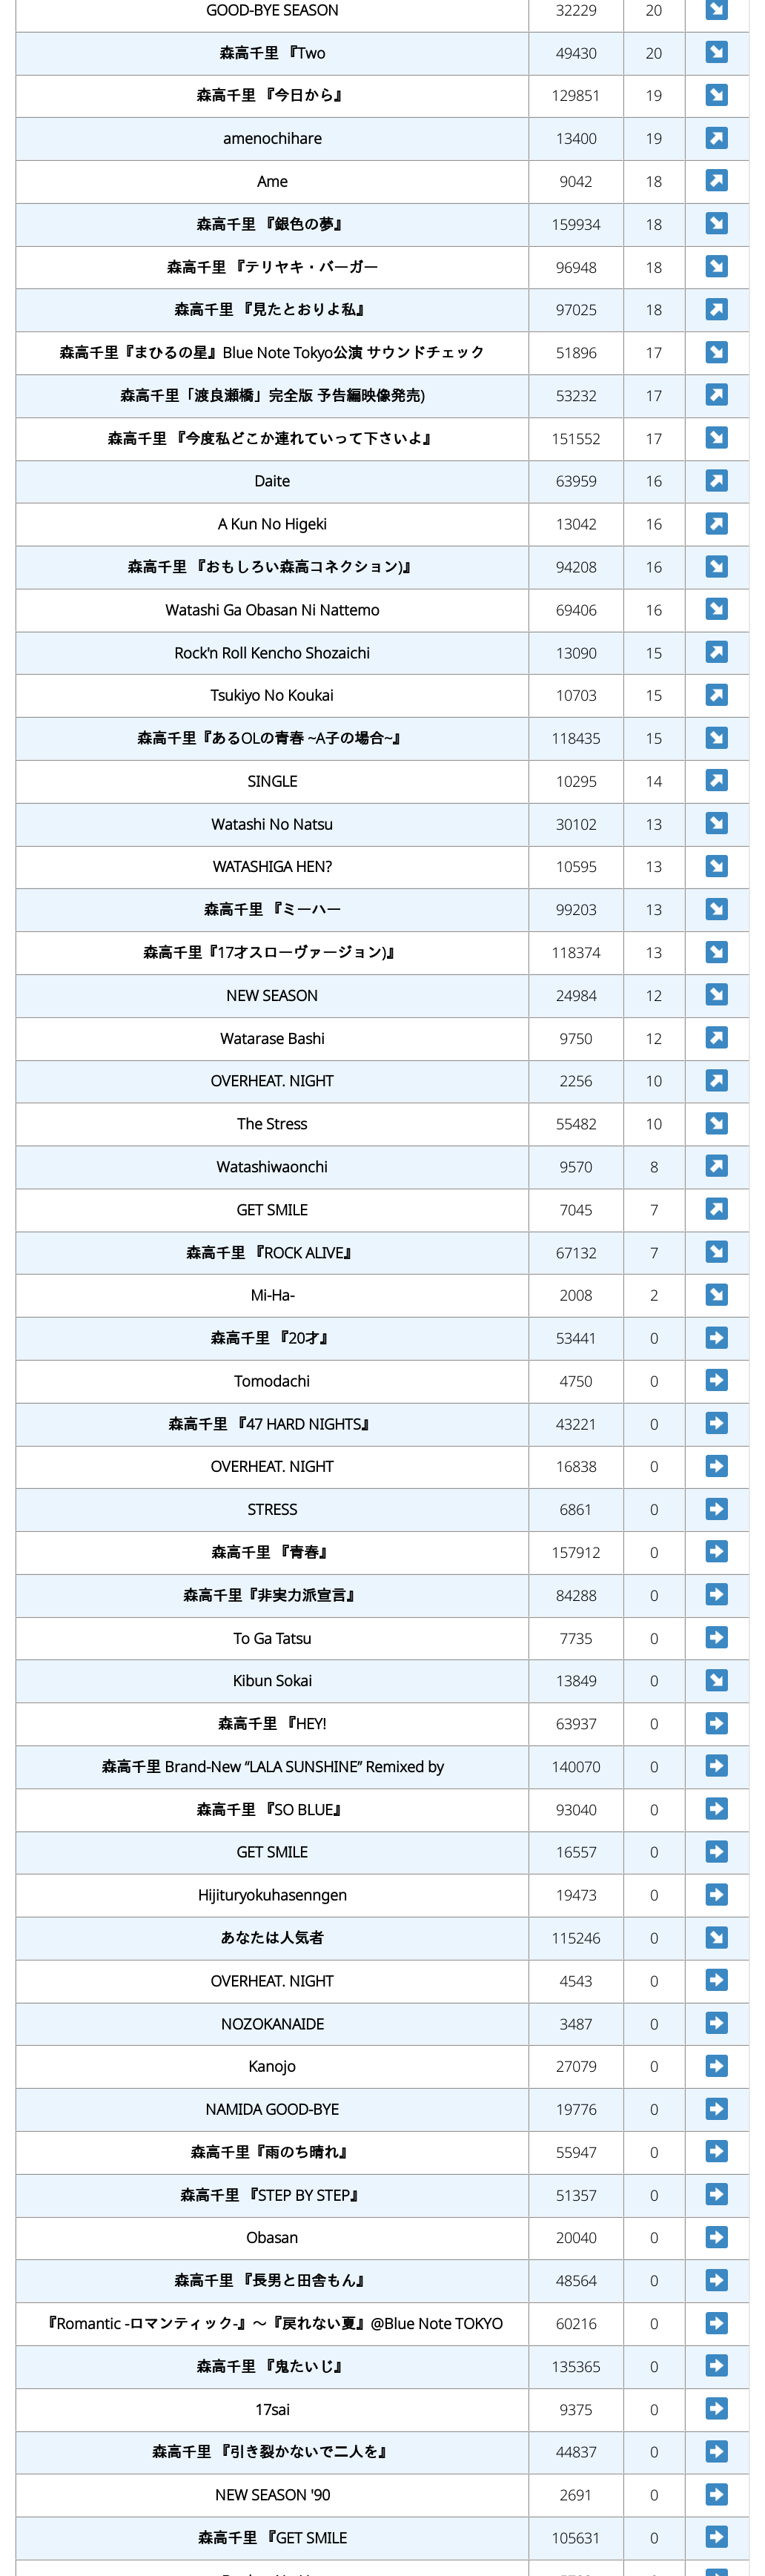 GOOD-BYE SEASON 32229 20
森高千里 『Two 49430 20
森高千里 『今日から』 129851 19
amenochihare 13400 19
Ame 9042 18
森高千里 『銀色の夢』 159934 18
森高千里 『テリヤキ・バーガー 96948 18
森高千里 『見たとおりよ私』 97025 18
森高千里『まひるの星』Blue Note Tokyo公演 サウンドチェック 51896 17
森高千里「渡良瀬橋」完全版 予告編映像発売) 53232 17
森高千里 『今度私どこか連れていって下さいよ』 151552 17
Daite 63959 16
A Kun No Higeki 13042 16
森高千里 『おもしろい森高コネクション)』 94208 16
Watashi Ga Obasan Ni Nattemo 69406 16
Rock'n Roll Kencho Shozaichi 13090 15
Tsukiyo No Koukai 10703 15
森高千里『あるOLの青春 ~A子の場合~』 118435 15
SINGLE 10295 14
Watashi No Natsu 30102 13
WATASHIGA HEN? 10595 13
森高千里 『ミーハー 99203 13
森高千里『17才スローヴァージョン)』 118374 13
NEW SEASON 24984 12
Watarase Bashi 9750 12
OVERHEAT. NIGHT 2256 10
The Stress 55482 10
Watashiwaonchi 9570 8
GET SMILE 7045 7
森高千里 『ROCK ALIVE』 67132 7
Mi-Ha- 2008 2
森高千里 『20才』 53441 0
Tomodachi 4750 0
森高千里 『47 HARD NIGHTS』 43221 0
OVERHEAT. NIGHT 16838 0
STRESS 6861 0
森高千里 『青春』 157912 0
森高千里『非実力派宣言』 84288 0
To Ga Tatsu 7735 0
Kibun Sokai 13849 0
森高千里 『HEY! 63937 0
森高千里 Brand-New “LALA SUNSHINE” Remixed by 140070 0
森高千里 『SO BLUE』 93040 0
GET SMILE 16557 0
Hijituryokuhasenngen 19473 0
あなたは人気者 115246 0
OVERHEAT. NIGHT 4543 0
NOZOKANAIDE 3487 0
Kanojo 27079 0
NAMIDA GOOD-BYE 19776 0
森高千里『雨のち晴れ』 55947 0
森高千里 『STEP BY STEP』 51357 0
Obasan 20040 0
森高千里 『長男と田舎もん』 48564 0
『Romantic -ロマンティック-』～『戻れない夏』@Blue Note TOKYO 60216 0
森高千里 『鬼たいじ』 135365 0
17sai 9375 0
森高千里 『引き裂かないで二人を』 44837 0
NEW SEASON '90 2691 0
森高千里 『GET SMILE 105631 0